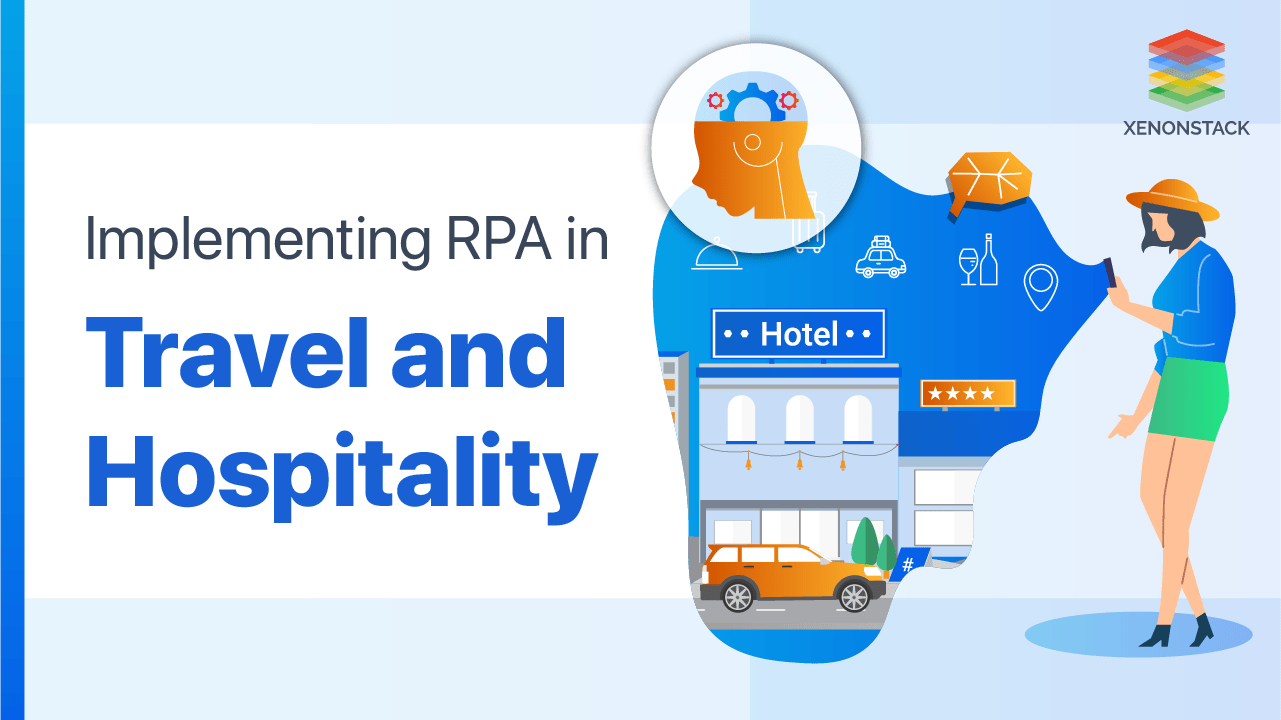 Implementing RPA in
Travel and
Hospitality
XENONSTACK
Hotel
#